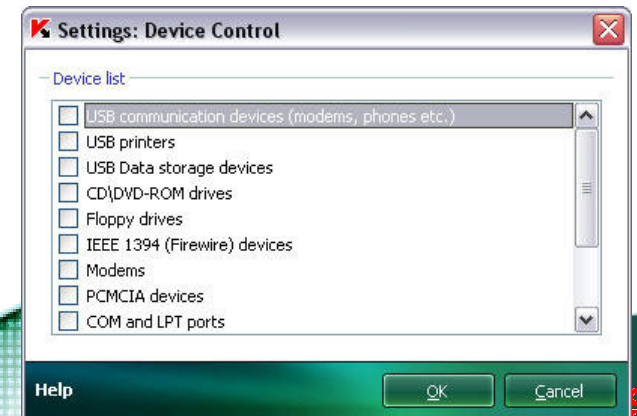 Settings: Device Control
Device list
USB communication devices (modems, phones etc.)
USB printers
USB Data storage devices
CD\DVD-ROM drives
Floppy drives
IEEE 1394 (Firewire) devices
Modems
PCMCIA devices
COM and LPT ports
Help
OK
Cancel